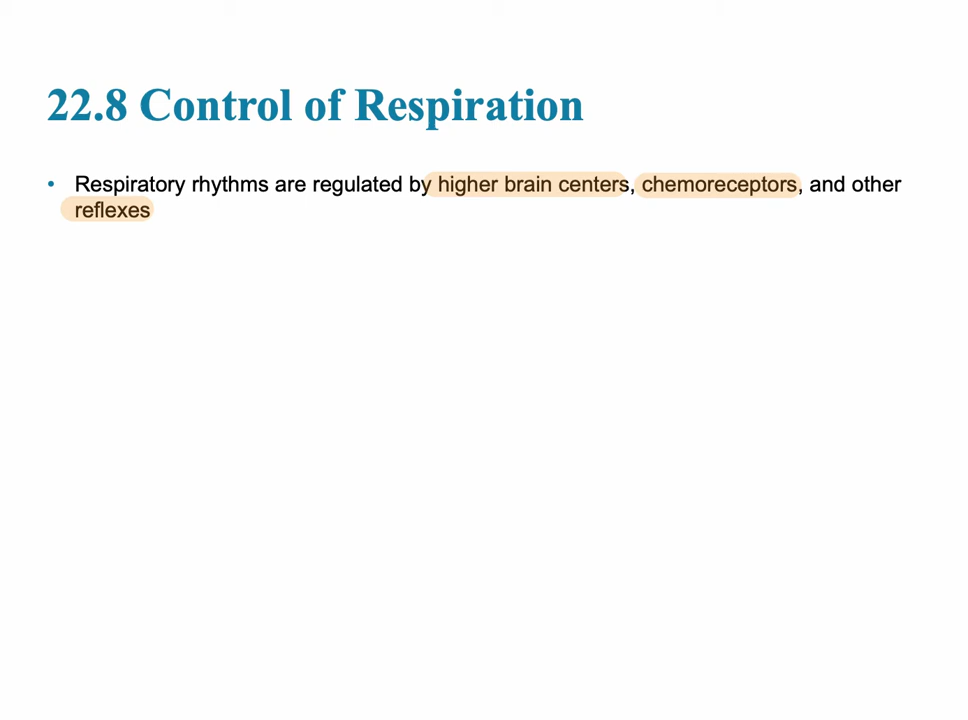 22.8 Control of Respiration
• Respiratory rhythms are regulated by higher brain centers, chemoreceptors, and other
reflexes